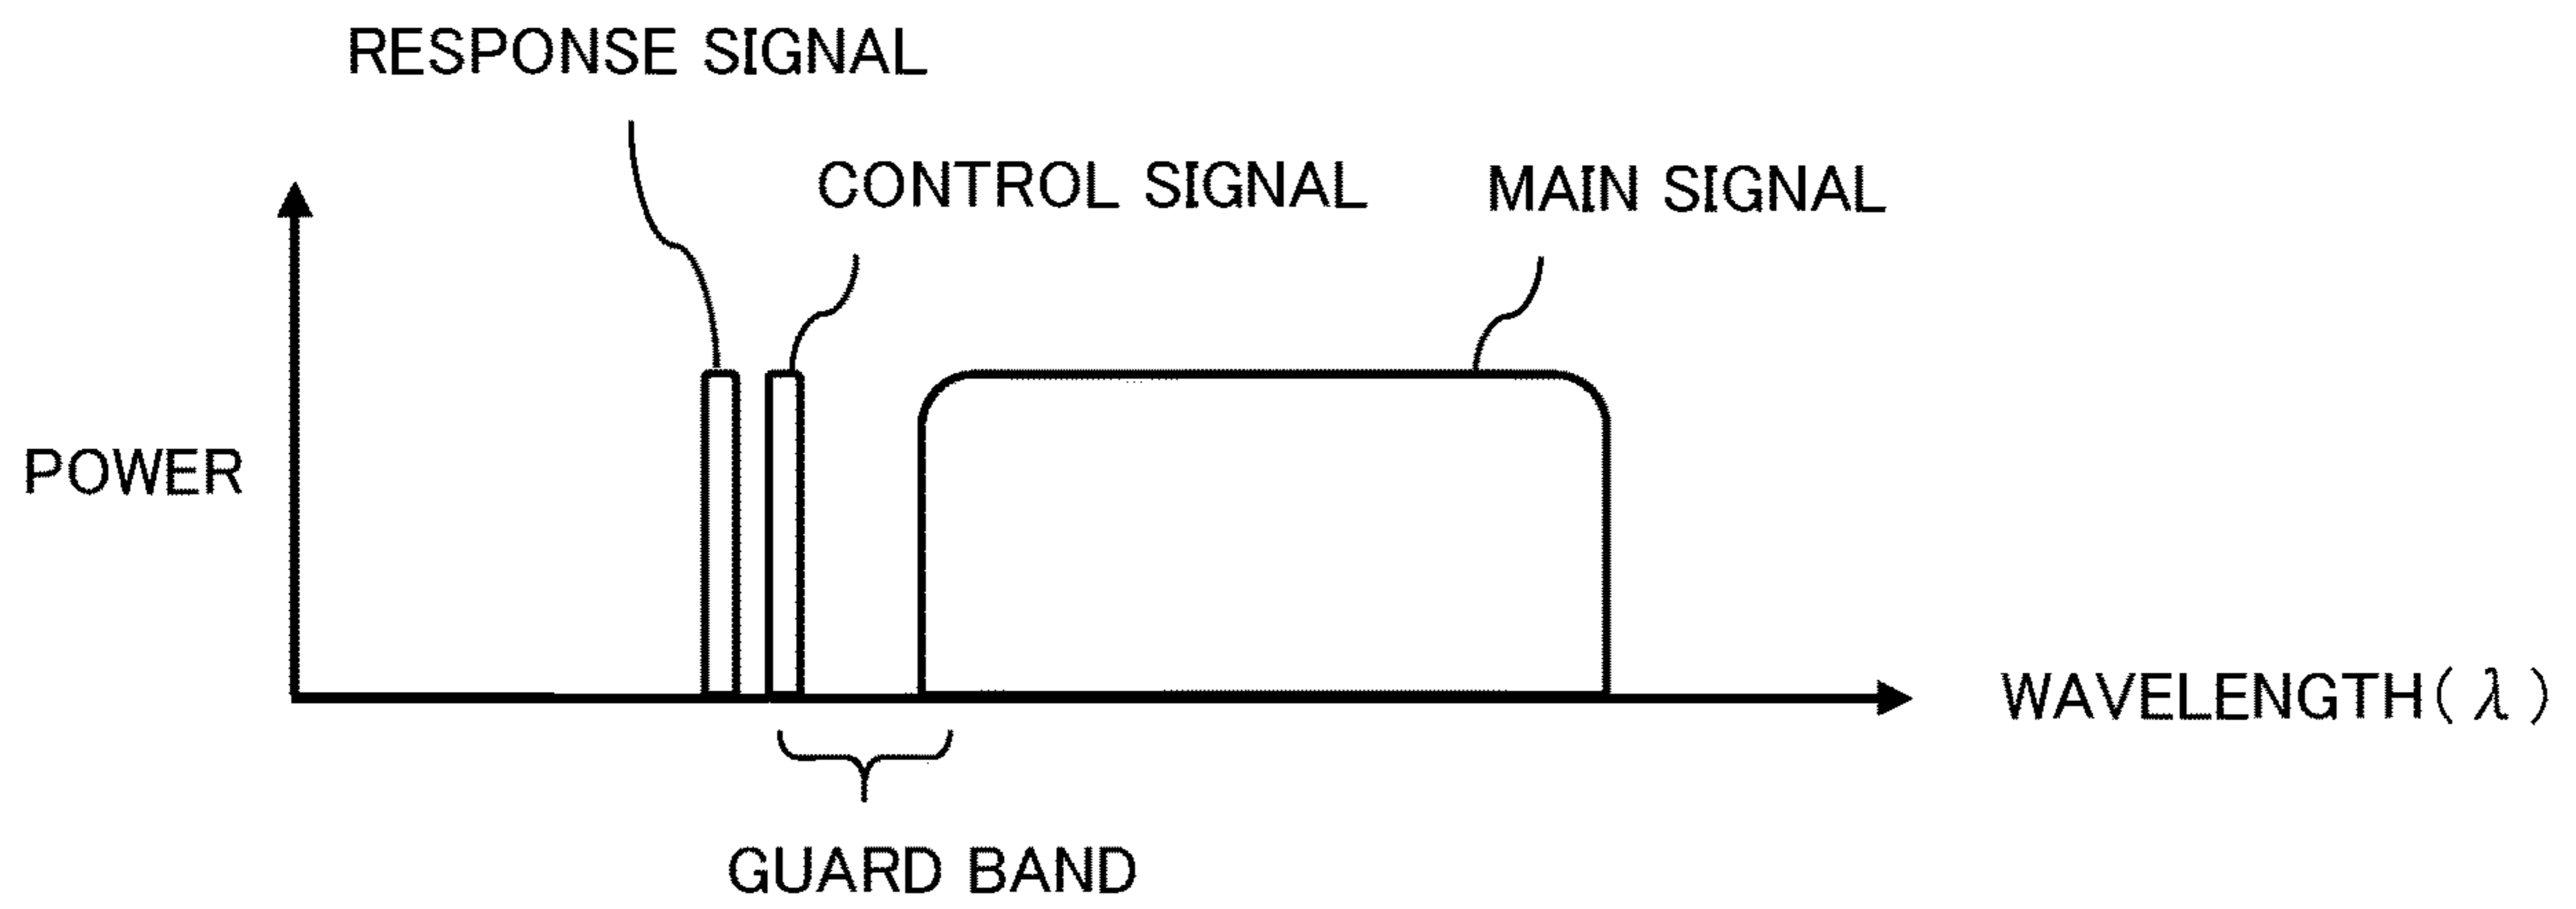 RESPONSE SIGNAL
CONTROL SIGNAL
MAIN SIGNAL
POWER
WAVELENGTH(λ)
GUARD BAND